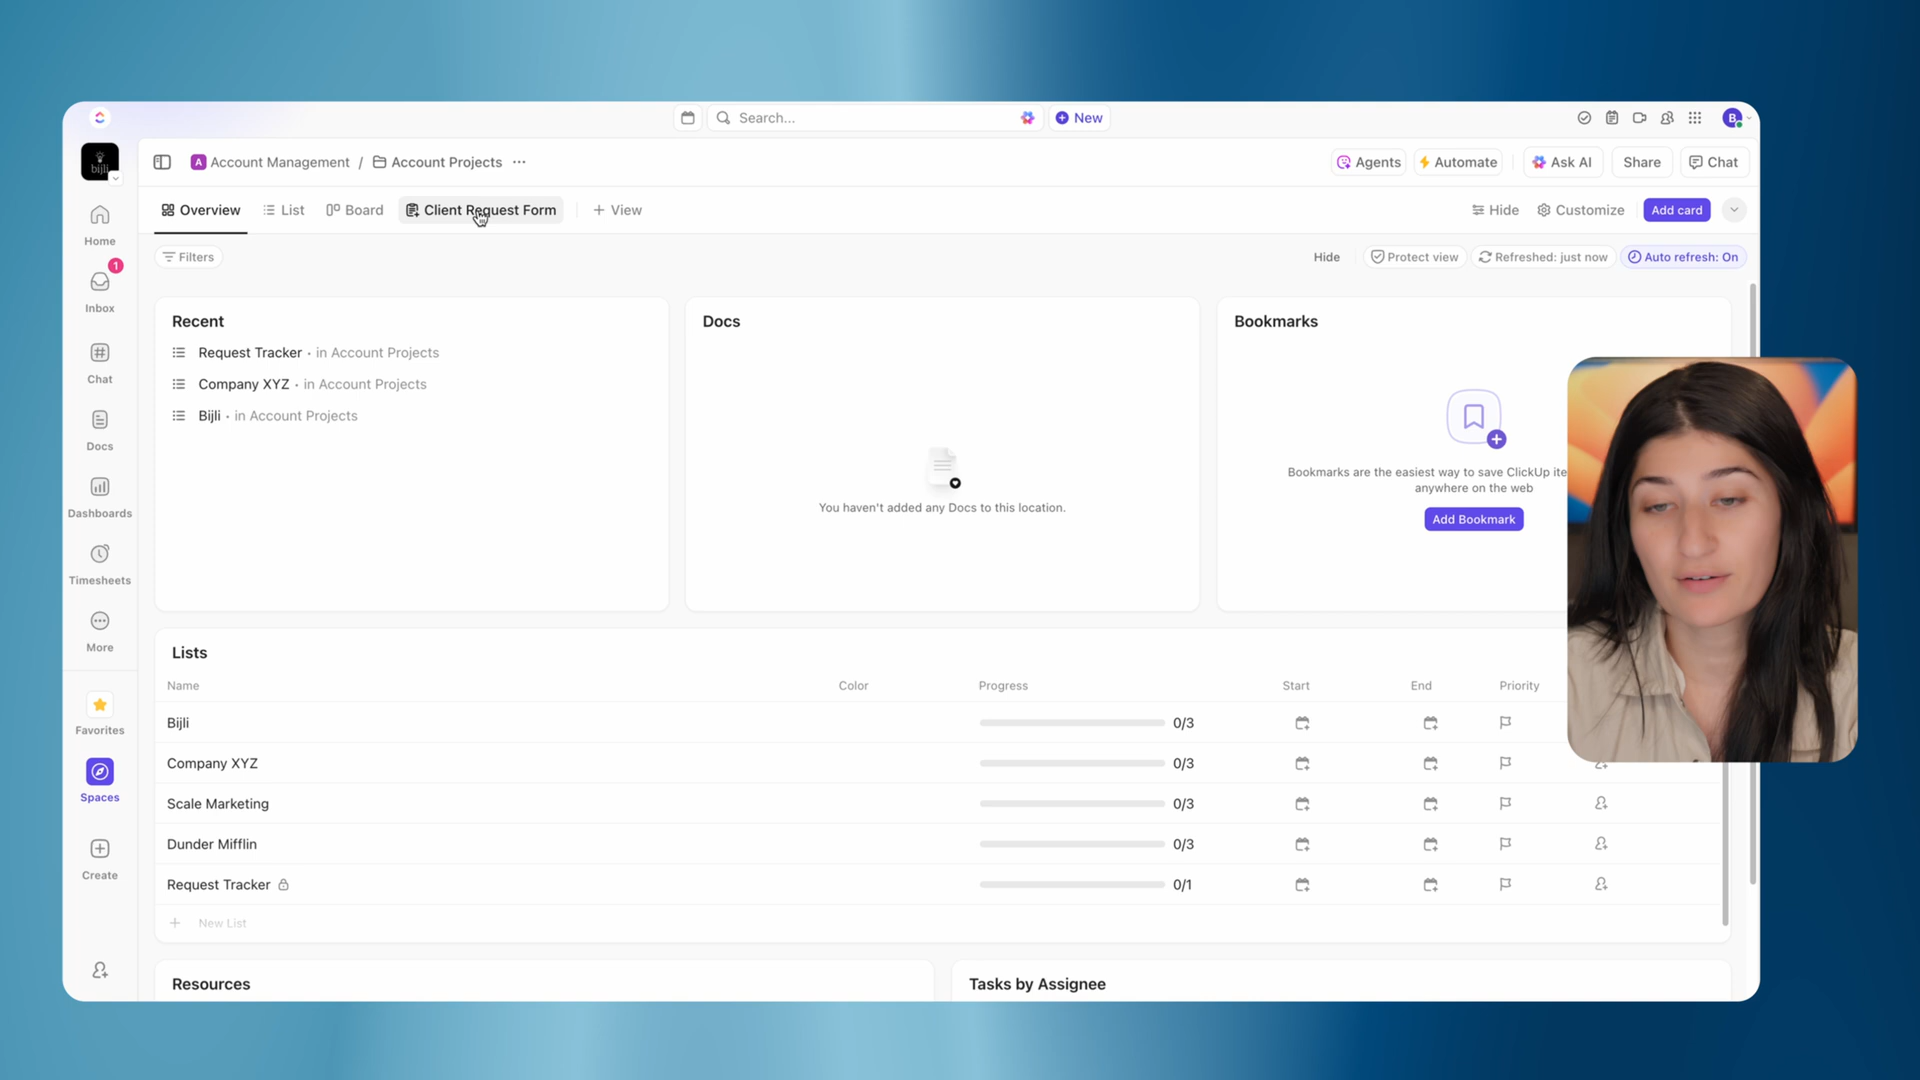 Search...
New
B
bijli
A Account Management / Account Projects ...
Agents
Automate
Ask AI
Share
Chat
Overview
List
Board
Client Request Form
+ View
Hide
Customize
Add card
Filters
Hide
Protect view
Refreshed: just now
Auto refresh: On
Home
1
Inbox
Chat
Docs
Dashboards
Timesheets
More
Favorites
Spaces
Create
Recent
Request Tracker • in Account Projects
Company XYZ • in Account Projects
Bijli • in Account Projects
Docs
You haven't added any Docs to this location.
Bookmarks
Bookmarks are the easiest way to save ClickUp ite
anywhere on the web
Add Bookmark
Lists
Name Color Progress Start End Priority
Bijli 0/3
Company XYZ 0/3
Scale Marketing 0/3
Dunder Mifflin 0/3
Request Tracker 0/1
+ New List
Resources
Tasks by Assignee